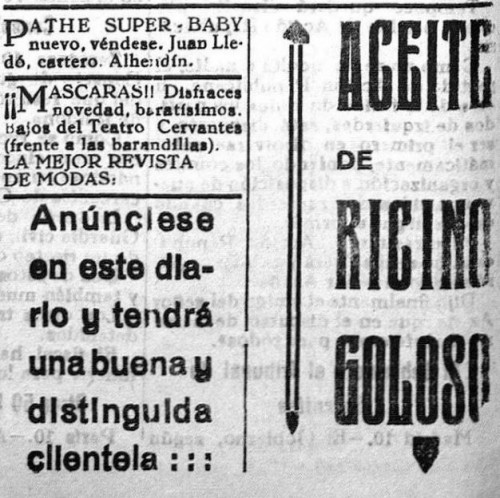 PATHE SUPER-BABY
nuevo, véndese. Juan Lle-
dó, cartero. Alhendín.
¡¡MASCARAS!! Disfraz
novedad, baratísimos.
Bajos del Teatro Cervantes
(frente a las barandillas).
LA MEJOR REVISTA
DE MODAS:
Anúnciese
en este dia-
rio y tendrá
una buena y
distinguida
clientela :::
ACEITE
DE
RICINO
GOLOSO